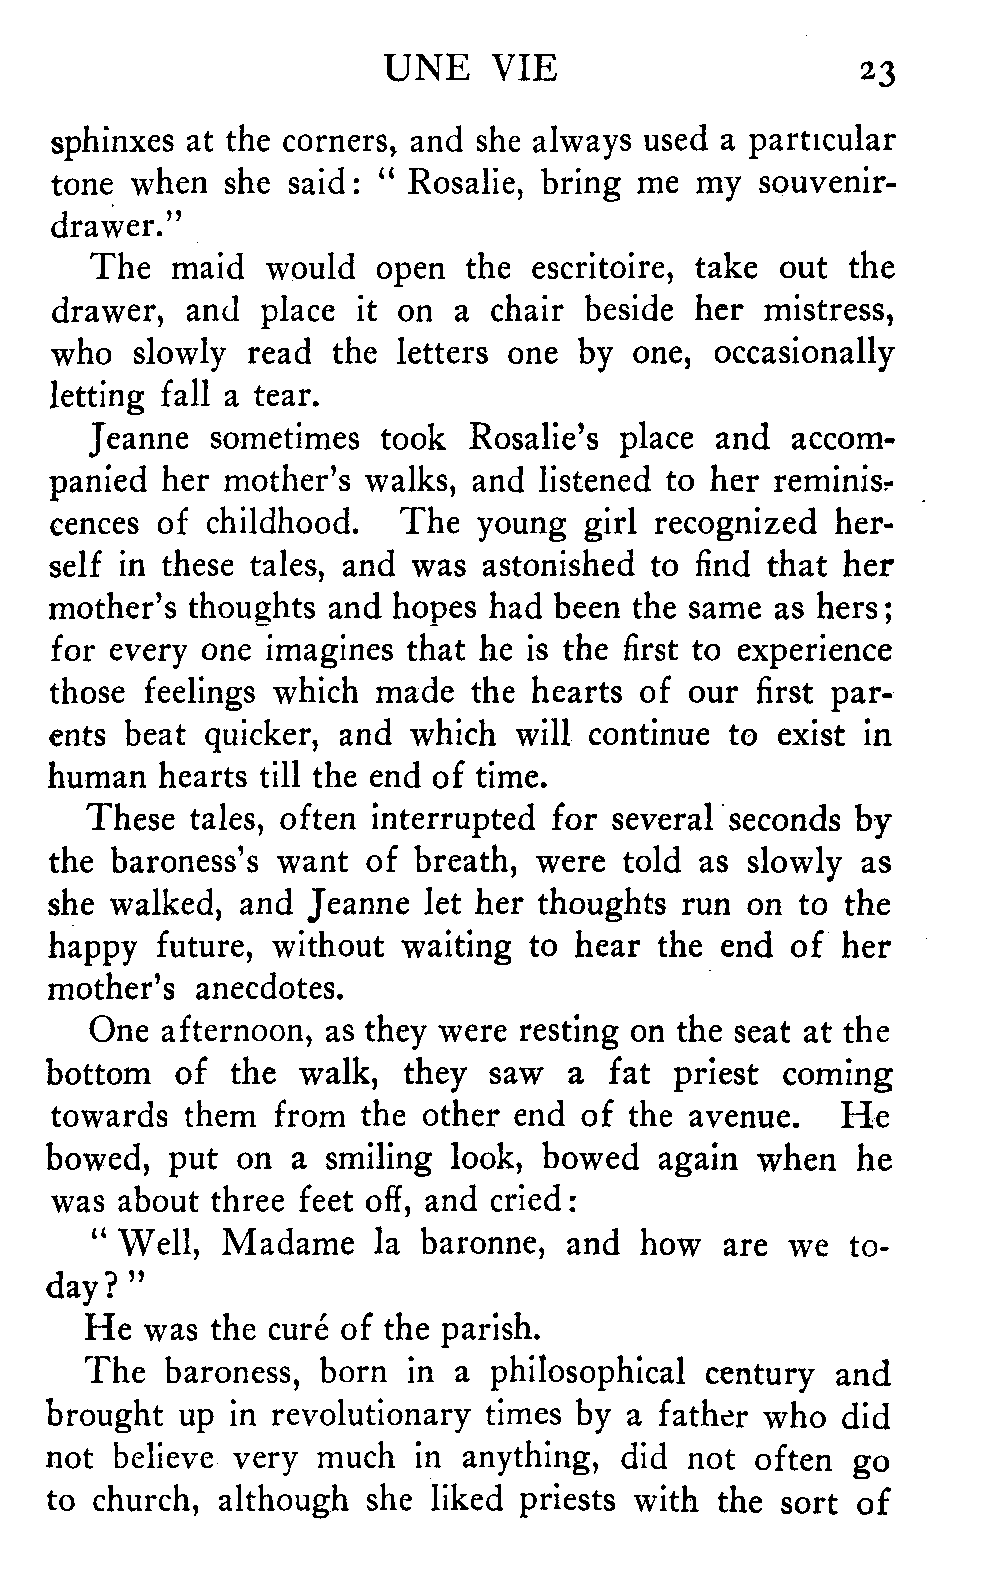 UNE VIE 23
sphinxes at the corners, and she always used a particular
tone when she said: " Rosalie, bring me my souvenir-
drawer."
The maid would open the escritoire, take out the
drawer, and place it on a chair beside her mistress,
who slowly read the letters one by one, occasionally
letting fall a tear.
Jeanne sometimes took Rosalie's place and accom-
panied her mother's walks, and listened to her reminis-
cences of childhood. The young girl recognized her-
self in these tales, and was astonished to find that her
mother's thoughts and hopes had been the same as hers;
for every one imagines that he is the first to experience
those feelings which made the hearts of our first par-
ents beat quicker, and which will continue to exist in
human hearts till the end of time.
These tales, often interrupted for several seconds by
the baroness's want of breath, were told as slowly as
she walked, and Jeanne let her thoughts run on to the
happy future, without waiting to hear the end of her
mother's anecdotes.
One afternoon, as they were resting on the seat at the
bottom of the walk, they saw a fat priest coming
towards them from the other end of the avenue. He
bowed, put on a smiling look, bowed again when he
was about three feet off, and cried:
" Well, Madame la baronne, and how are we to-
day? "
He was the curé of the parish.
The baroness, born in a philosophical century and
brought up in revolutionary times by a father who did
not believe very much in anything, did not often go
to church, although she liked priests with the sort of